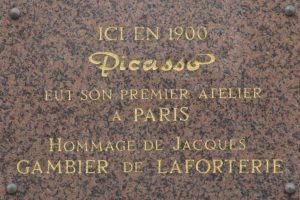 ICI EN 1900
Picasso
EUT SON PREMIER ATELIER
A PARIS
HOMMAGE DE JACQUES
GAMBIER DE LAFORTERIE